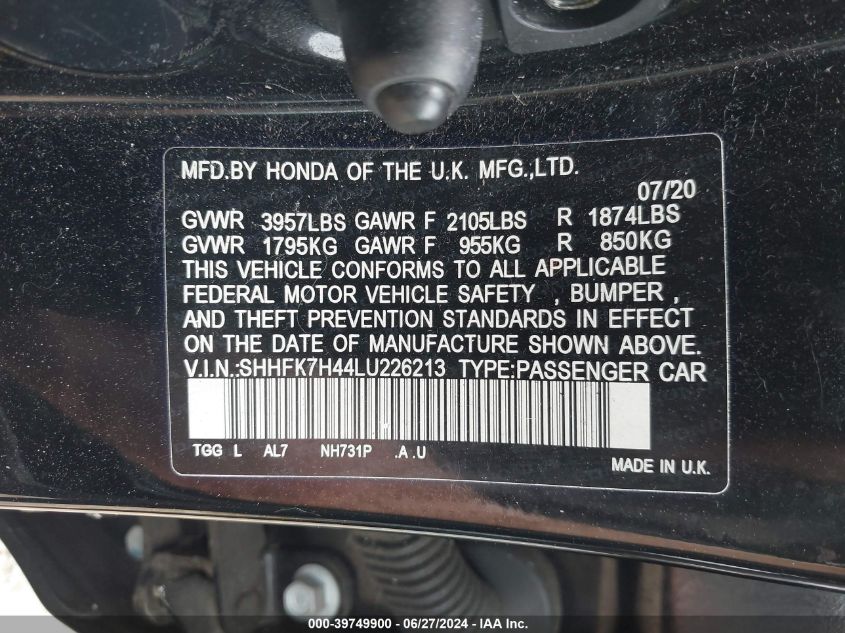 MFD.BY HONDA OF THE U.K. MFG.,LTD.
07/20
GVWR 3957LBS GAWR F 2105LBS R 1874LBS
GVWR 1795KG GAWR F 955KG R 850KG
THIS VEHICLE CONFORMS TO ALL APPLICABLE
FEDERAL MOTOR VEHICLE SAFETY , BUMPER ,
AND THEFT PREVENTION STANDARDS IN EFFECT
ON THE DATE OF MANUFACTURE SHOWN ABOVE.
V.I.N.:SHHFK7H44LU226213 TYPE:PASSENGER CAR
TGG L AL7 NH731P .A .U
MADE IN U.K.
000-39749900 - 06/27/2024 - IAAI.com